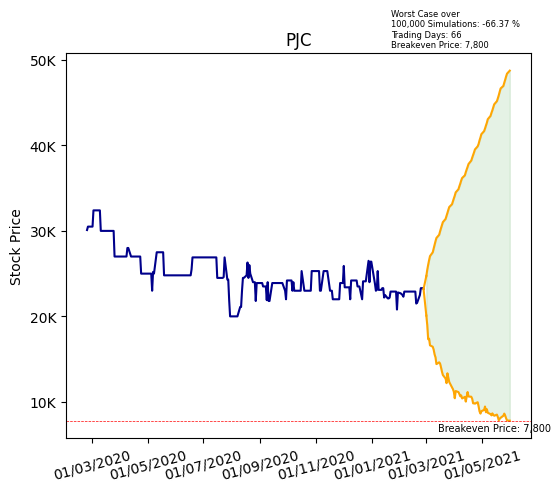 Worst Case over
100,000 Simulations: -66.37 %
Trading Days: 66
Breakeven Price: 7,800
PJC
50K
40K
30K
20K
10K
Stock Price
Breakeven Price: 7,800
01/03/2020
01/05/2020
01/07/2020
01/09/2020
01/11/2020
01/01/2021
01/03/2021
01/05/2021